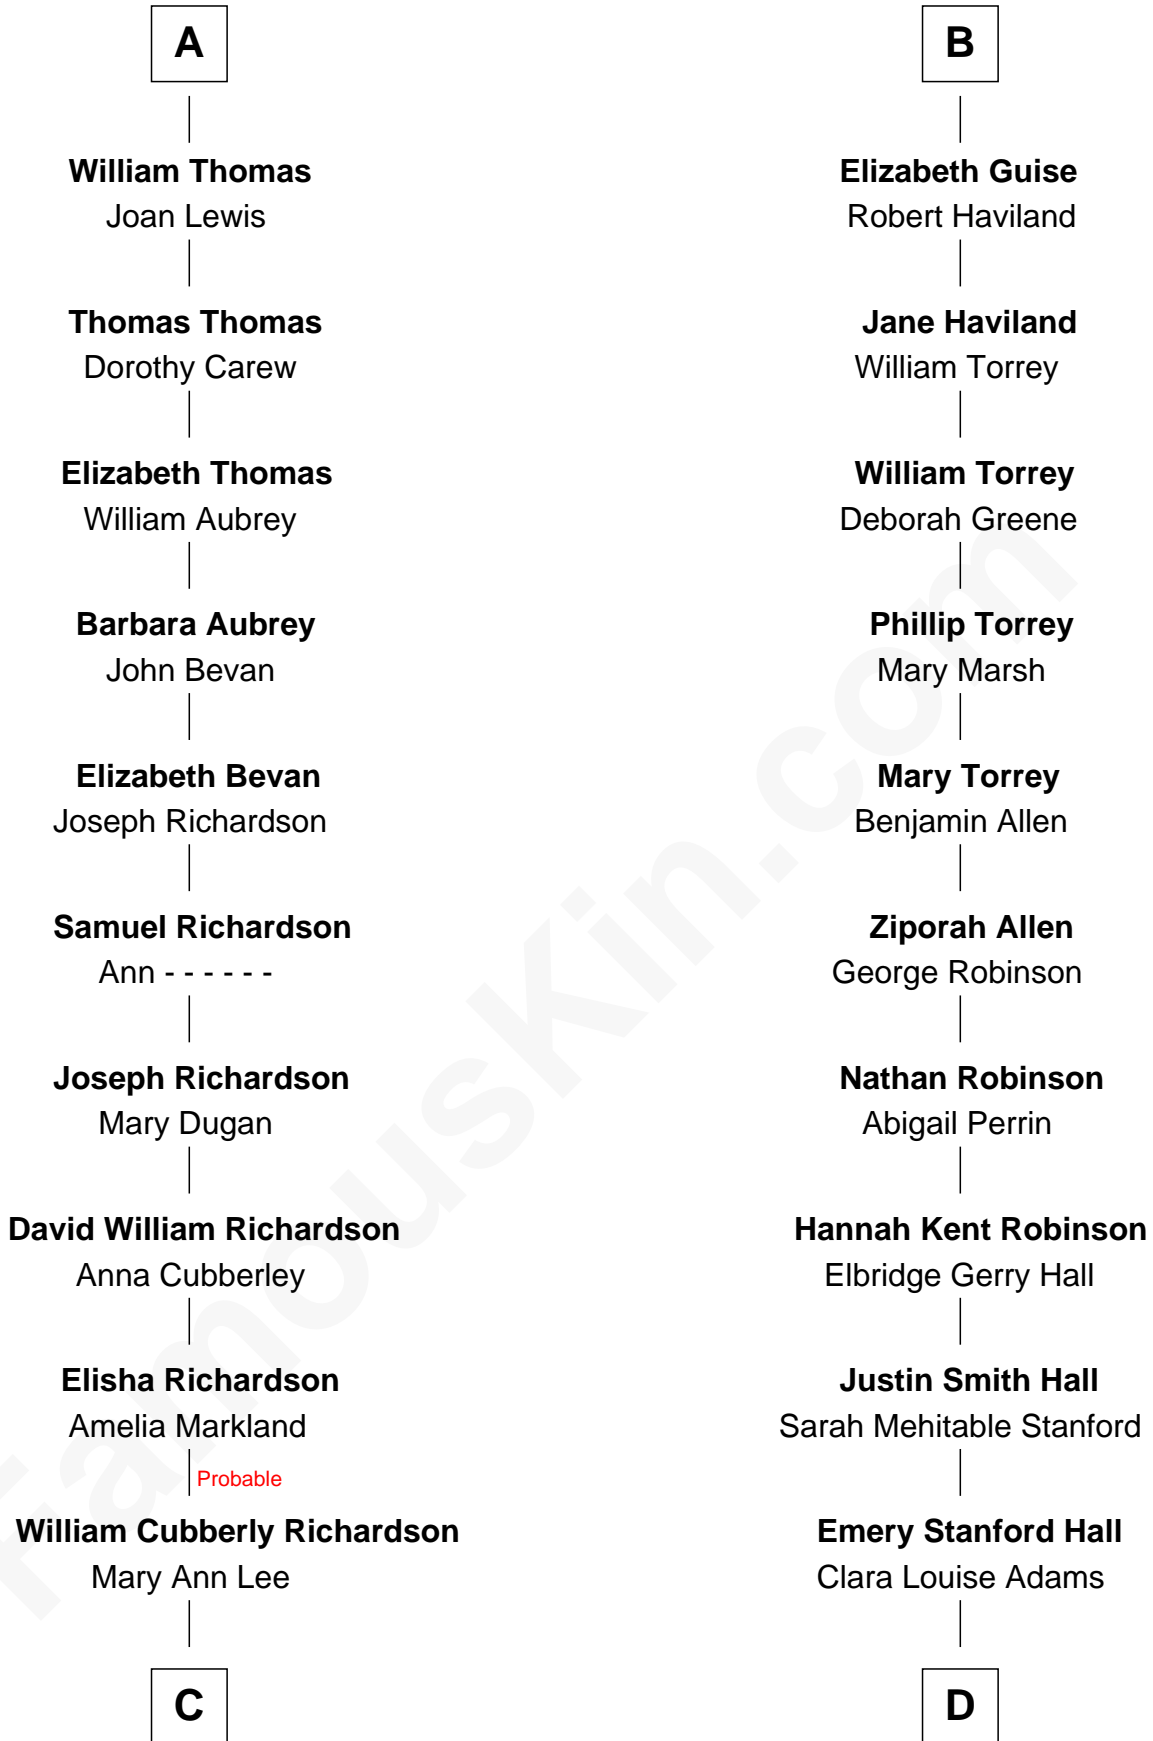 A
William Thomas
Joan Lewis
Thomas Thomas
Dorothy Carew
Elizabeth Thomas
William Aubrey
Barbara Aubrey
John Bevan
Elizabeth Bevan
Joseph Richardson
Samuel Richardson
Ann - - - - - -
Joseph Richardson
Mary Dugan
David William Richardson
Anna Cubberley
Elisha Richardson
Amelia Markland
Probable
William Cubberly Richardson
Mary Ann Lee
C
B
Elizabeth Guise
Robert Haviland
Jane Haviland
William Torrey
William Torrey
Deborah Greene
Phillip Torrey
Mary Marsh
Mary Torrey
Benjamin Allen
Ziporah Allen
George Robinson
Nathan Robinson
Abigail Perrin
Hannah Kent Robinson
Elbridge Gerry Hall
Justin Smith Hall
Sarah Mehitable Stanford
Emery Stanford Hall
Clara Louise Adams
D
FamousKin.com